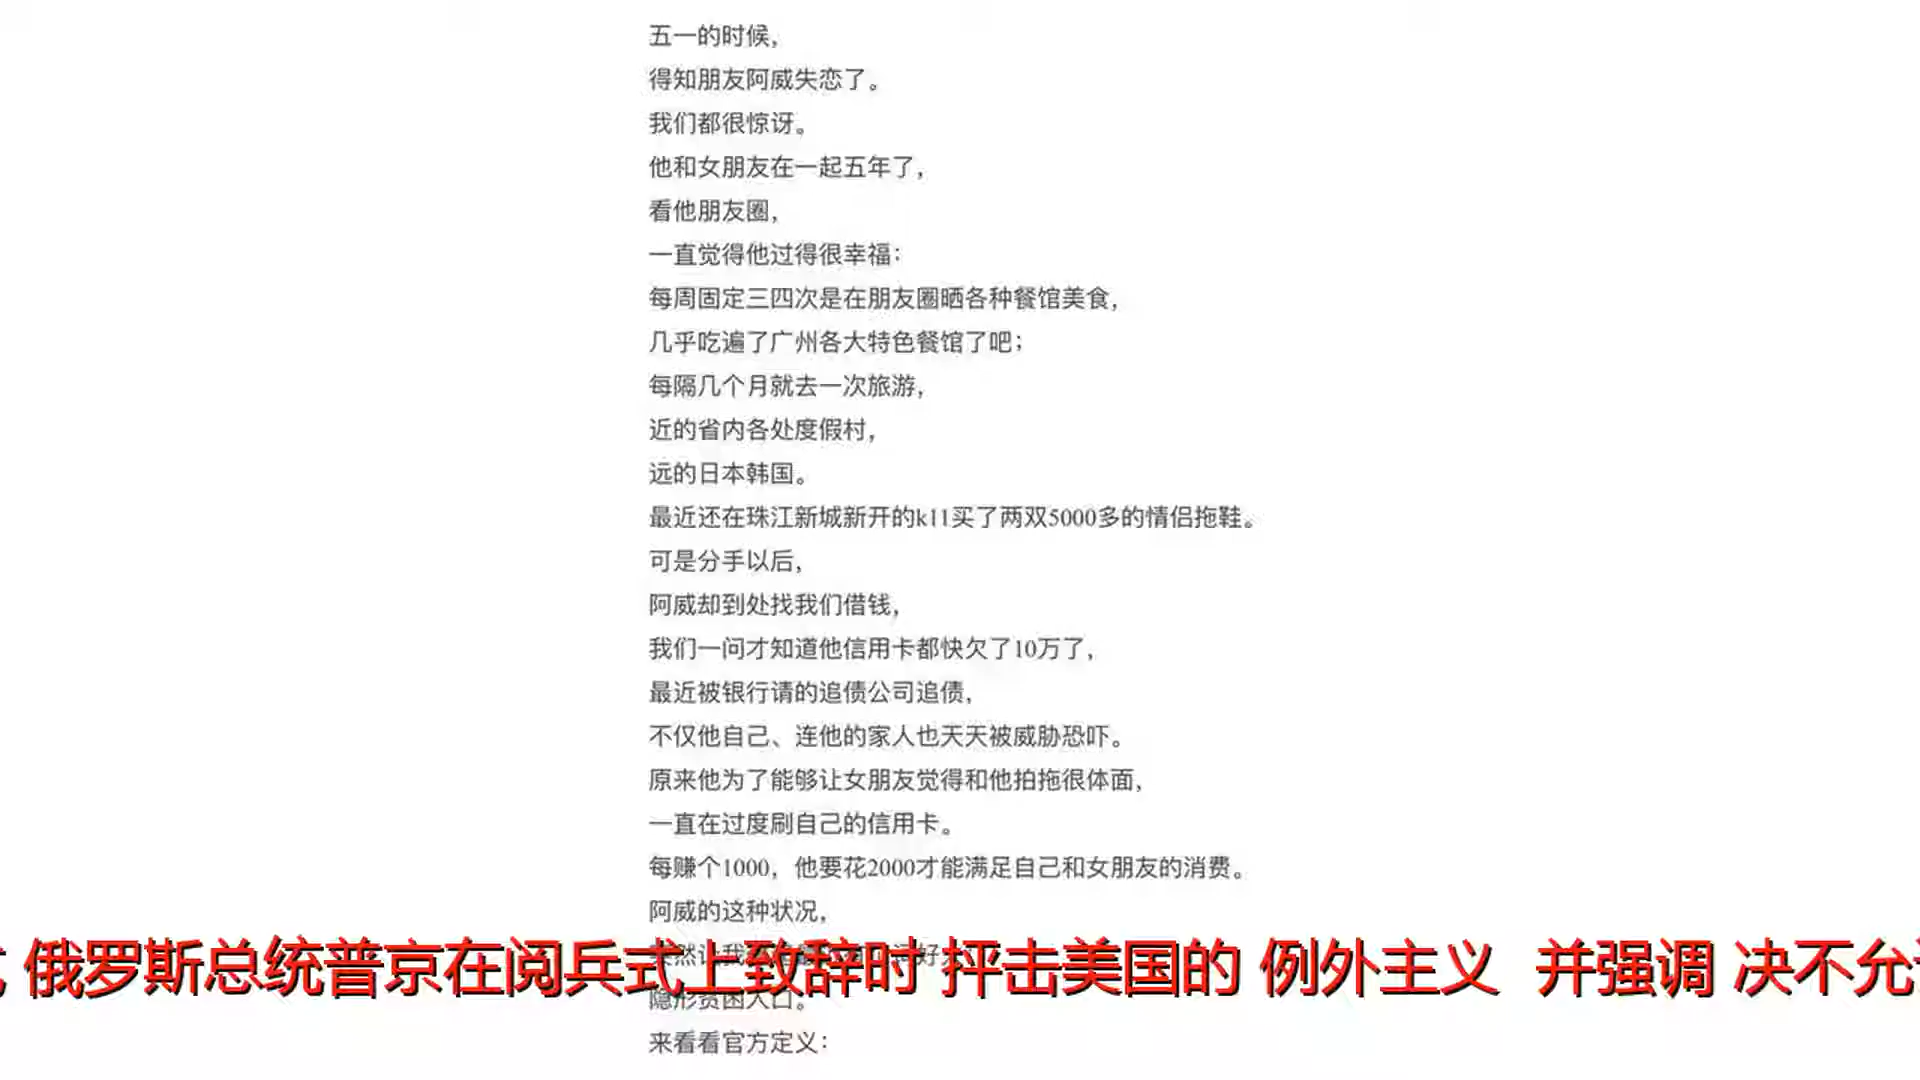 五一的时候，
得知朋友阿威失恋了。
我们都很惊讶。
他和女朋友在一起五年了，
看他朋友圈，
一直觉得他过得很幸福：
每周固定三四次是在朋友圈晒各种餐馆美食，
几乎吃遍了广州各大特色餐馆了吧；
每隔几个月就去一次旅游，
近的省内各处度假村，
远的日本韩国。
最近还在珠江新城新开的k11买了两双5000多的情侣拖鞋。
可是分手以后，
阿威却到处找我们借钱，
我们一问才知道他信用卡都快欠了10万了，
最近被银行请的追债公司追债，
不仅他自己、连他的家人也天天被威胁恐吓。
原来他为了能够让女朋友觉得和他拍拖很体面，
一直在过度刷自己的信用卡。
每赚个1000，他要花2000才能满足自己和女朋友的消费。
阿威的这种状况，
俄罗斯总统普京在阅兵式上致辞时 抨击美国的 例外主义 并强调 决不允
隐形贫困人口。
来看看官方定义：